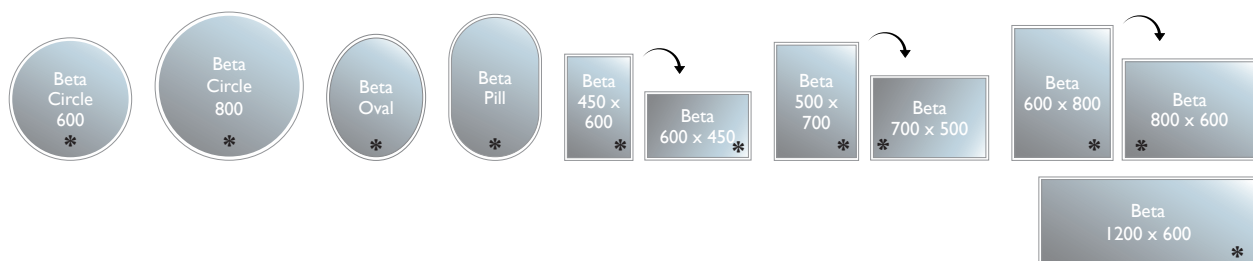 Beta
Circle
600
*
Beta
Circle
800
*
Beta
Oval
*
Beta
Pill
*
Beta
450 x
600
*
Beta
600 x 450
*
Beta
500 x
700
*
Beta
700 x 500
*
Beta
600 x 800
*
Beta
800 x 600
*
Beta
1200 x 600
*